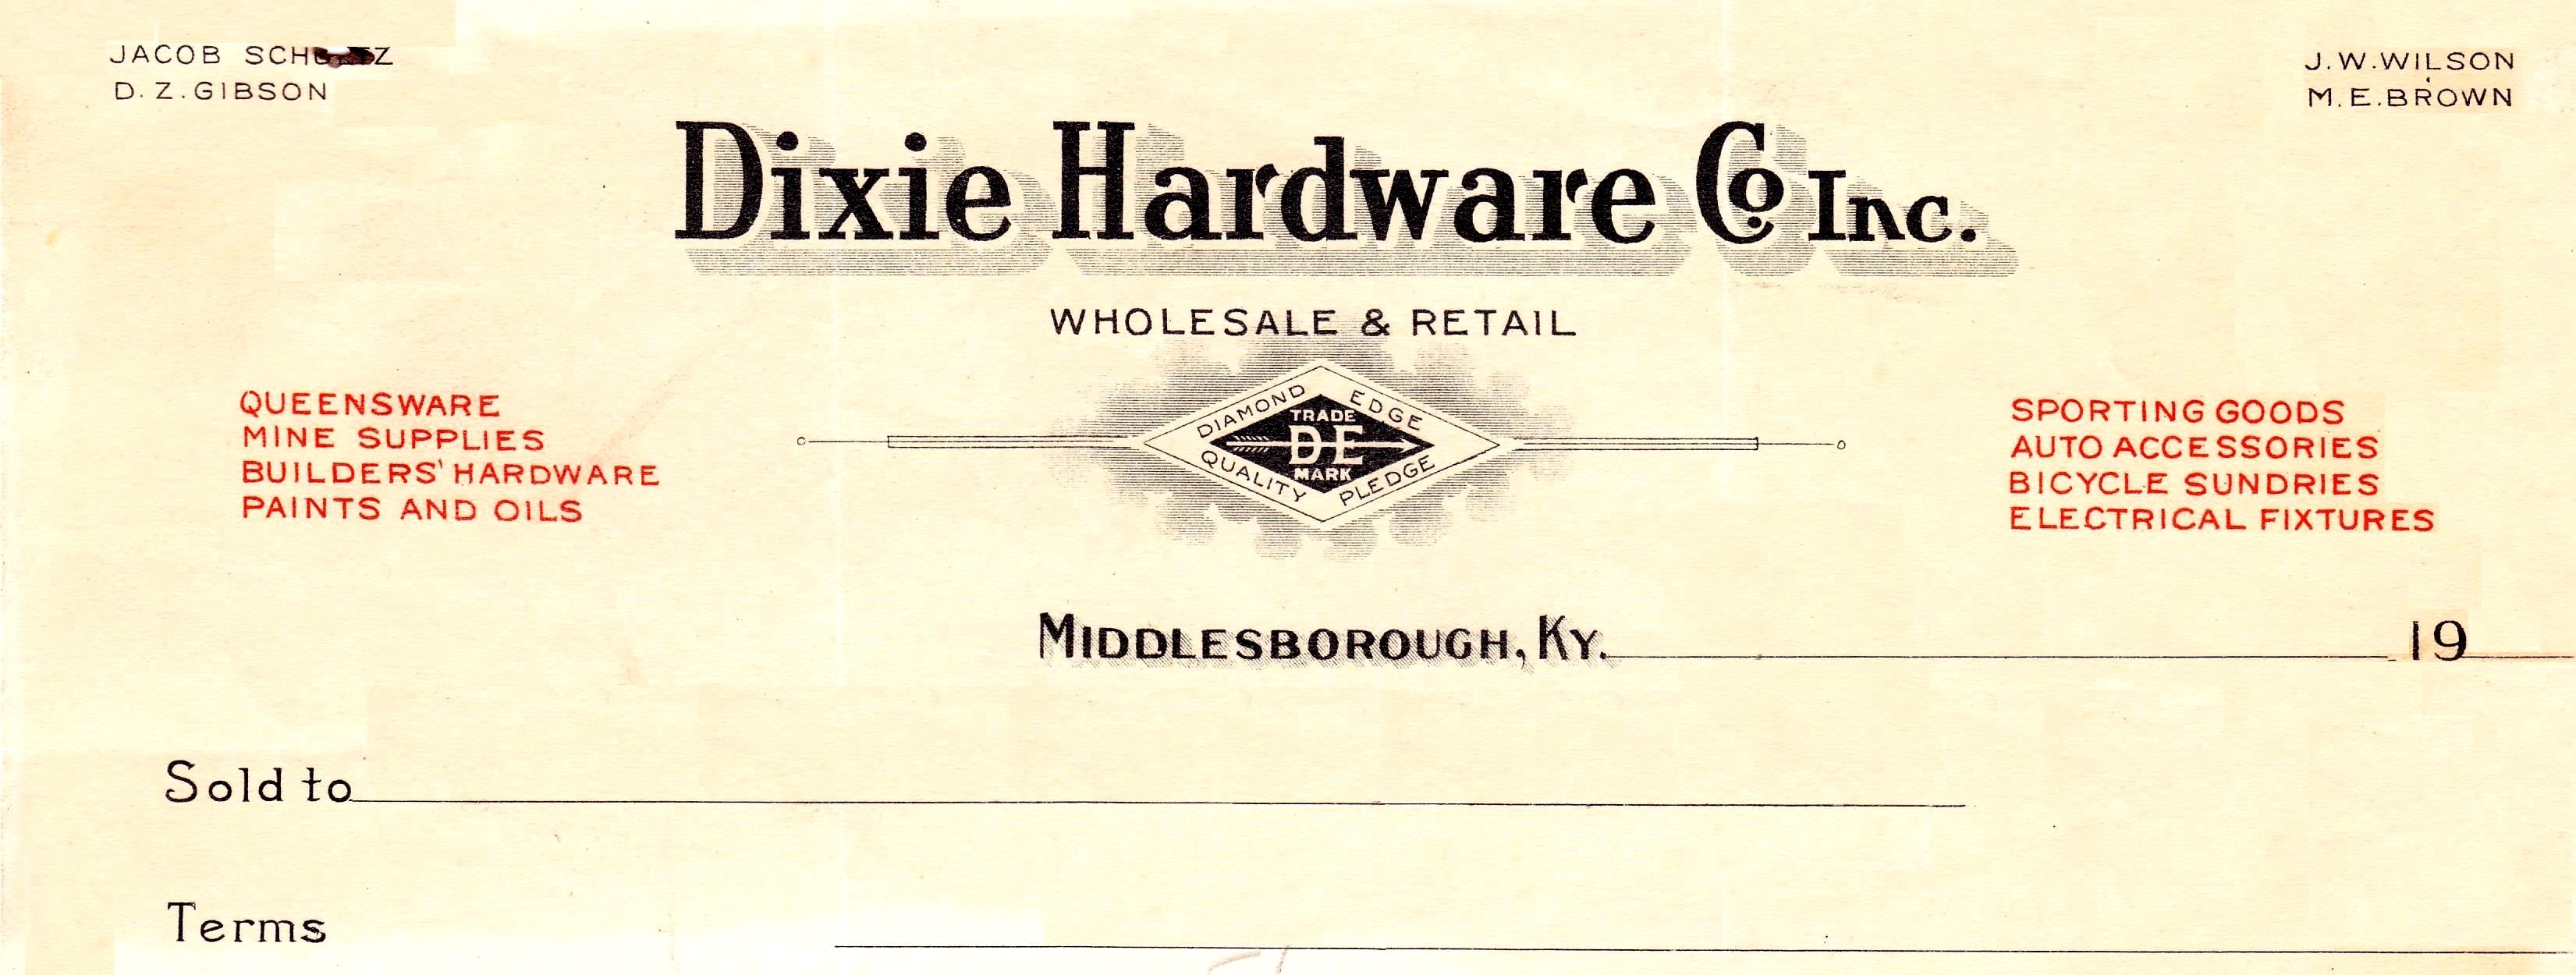 JACOB
D. Z. GIBSON
J. W. WILSON
M. E. BROWN
Dixie Hardware Co Inc.
WHOLESALE & RETAIL
QUEENSWARE
MINE SUPPLIES
BUILDERS' HARDWARE
PAINTS AND OILS
DIAMOND EDGE
TRADE
DE
MARK
QUALITY PLEDGE
SPORTING GOODS
AUTO ACCESSORIES
BICYCLE SUNDRIES
ELECTRICAL FIXTURES
MIDDLESBOROUGH, KY. 19
Sold to
Terms